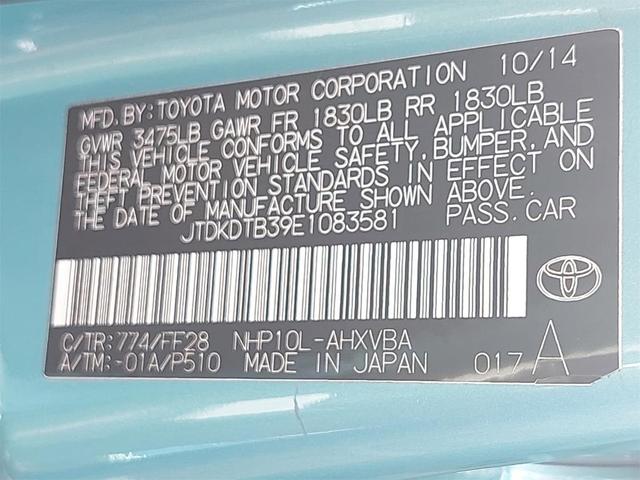 MFD.BY:TOYOTA MOTOR CORPORATION 10/14
GVWR 3475LB GAWR FR 1830LB RR 1830LB
THIS VEHICLE CONFORMS TO ALL APPLICABLE
FEDERAL MOTOR VEHICLE SAFETY,BUMPER,AND
THEFT PREVENTION STANDARDS IN EFFECT ON
THE DATE OF MANUFACTURE SHOWN ABOVE.
JTDKDTB39E1083581 PASS.CAR
C/TR:774/FF28 NHP10L-AHXVBA
A/TM:-01A/P510 MADE IN JAPAN 017 A